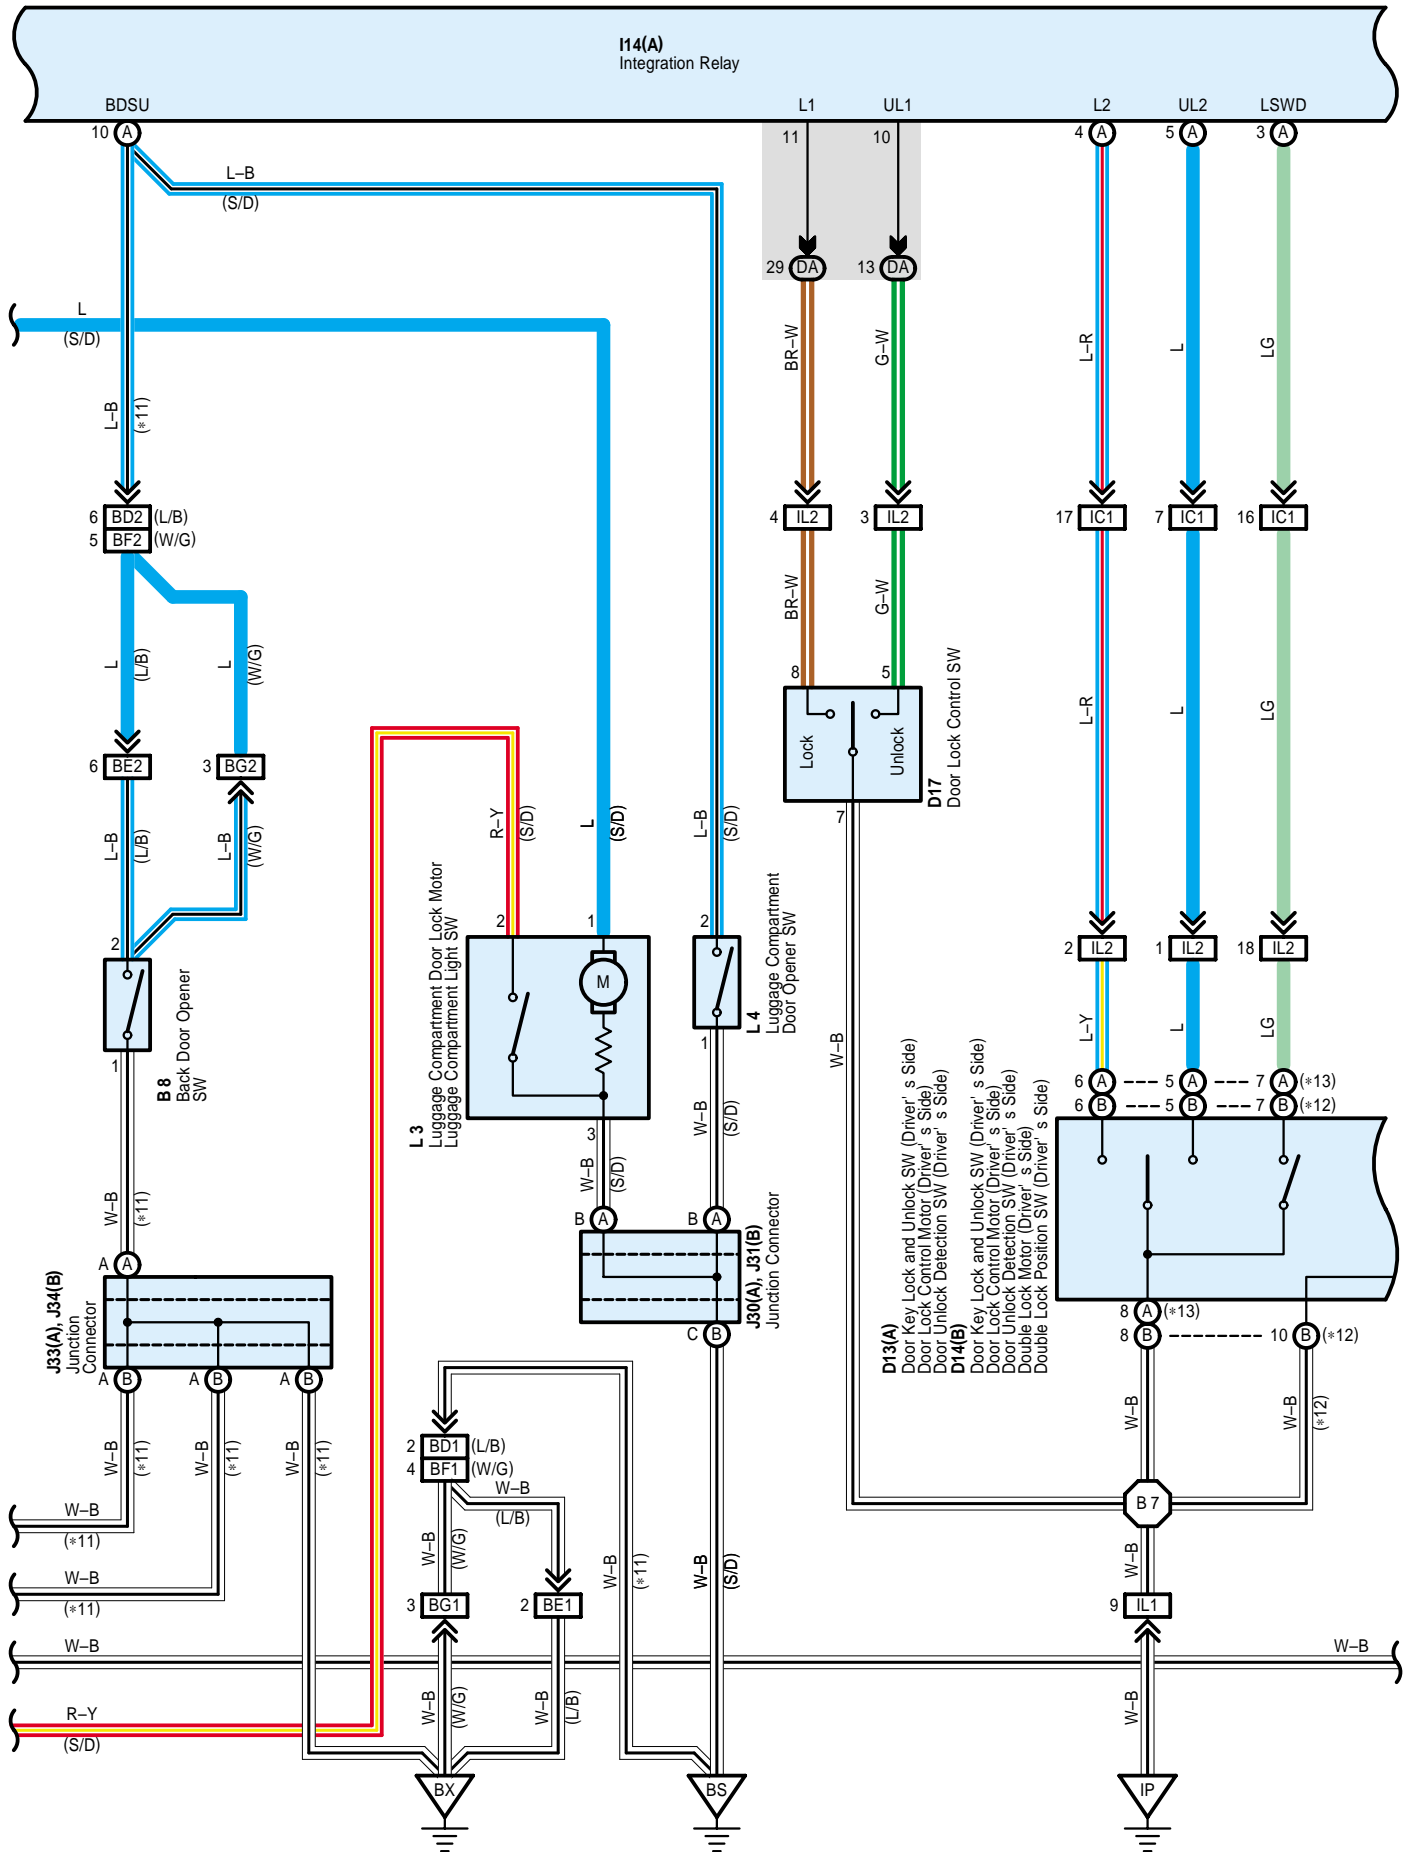 I14(A)
Integration Relay
BDSU L1 UL1 L2 UL2 LSWD
10 A 11 10 4 A 5 A 3 A
L–B
(S/D)
29 DA 13 DA
L
(S/D)
L–B
(∗11)
BR–W
G–W
L–R
L
LG
6 BD2 (L/B)
5 BF2 (W/G)
4 IL2 3 IL2 17 IC1 7 IC1 16 IC1
L
(L/B)
L
(W/G)
BR–W
G–W
8 5
Lock
Unlock
7
D17
Door Lock Control SW
L–R
L
LG
6 BE2 3 BG2
L–B
(L/B)
L–B
(W/G)
R–Y
(S/D)
L
(S/D)
L–B
(S/D)
2
1
B 8
Back Door Opener
SW
2 1
M
3
L 3
Luggage Compartment Door Lock Motor
Luggage Compartment Light SW
2
1
L 4
Luggage Compartment
Door Opener SW
W–B
2 IL2 1 IL2 18 IL2
L–Y
L
LG
6 A 5 A 7 A (∗13)
6 B 5 B 7 B (∗12)
D13(A)
Door Key Lock and Unlock SW (Driver' s Side)
Door Lock Control Motor (Driver' s Side)
Door Unlock Detection SW (Driver' s Side)
D14(B)
Door Key Lock and Unlock SW (Driver' s Side)
Door Lock Control Motor (Driver' s Side)
Door Unlock Detection SW (Driver' s Side)
Double Lock Motor (Driver' s Side)
Double Lock Position SW (Driver' s Side)
W–B
(∗11)
W–B
(S/D)
W–B
(S/D)
B A B A
J30(A), J31(B)
Junction Connector
C B
A A
J33(A), J34(B)
Junction
Connector
A B A B A B
8 A (∗13)
8 B 10 B (∗12)
W–B
(∗11)
W–B
(∗11)
W–B
(∗11)
2 BD1 (L/B)
4 BF1 (W/G)
W–B
(L/B)
W–B
W–B
(∗12)
B 7
W–B
(∗11)
W–B
(∗11)
W–B
(W/G)
W–B
(∗11)
W–B
(S/D)
W–B
3 BG1 2 BE1 9 IL1
W–B W–B
R–Y
(S/D)
W–B
(W/G)
W–B
(L/B)
W–B
BX BS IP